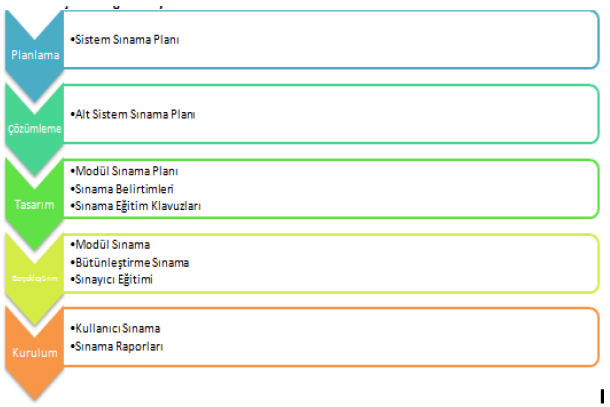 Planlama
•Sistem Sınama Planı
Çözümleme
•Alt Sistem Sınama Planı
Tasarım
•Modül Sınama Planı
•Sınama Belirtimleri
•Sınama Eğitim Klavuzları
Gerçekleştirim
•Modül Sınama
•Bütünleştirme Sınama
•Sınayıcı Eğitimi
Kurulum
•Kullanıcı Sınama
•Sınama Raporları